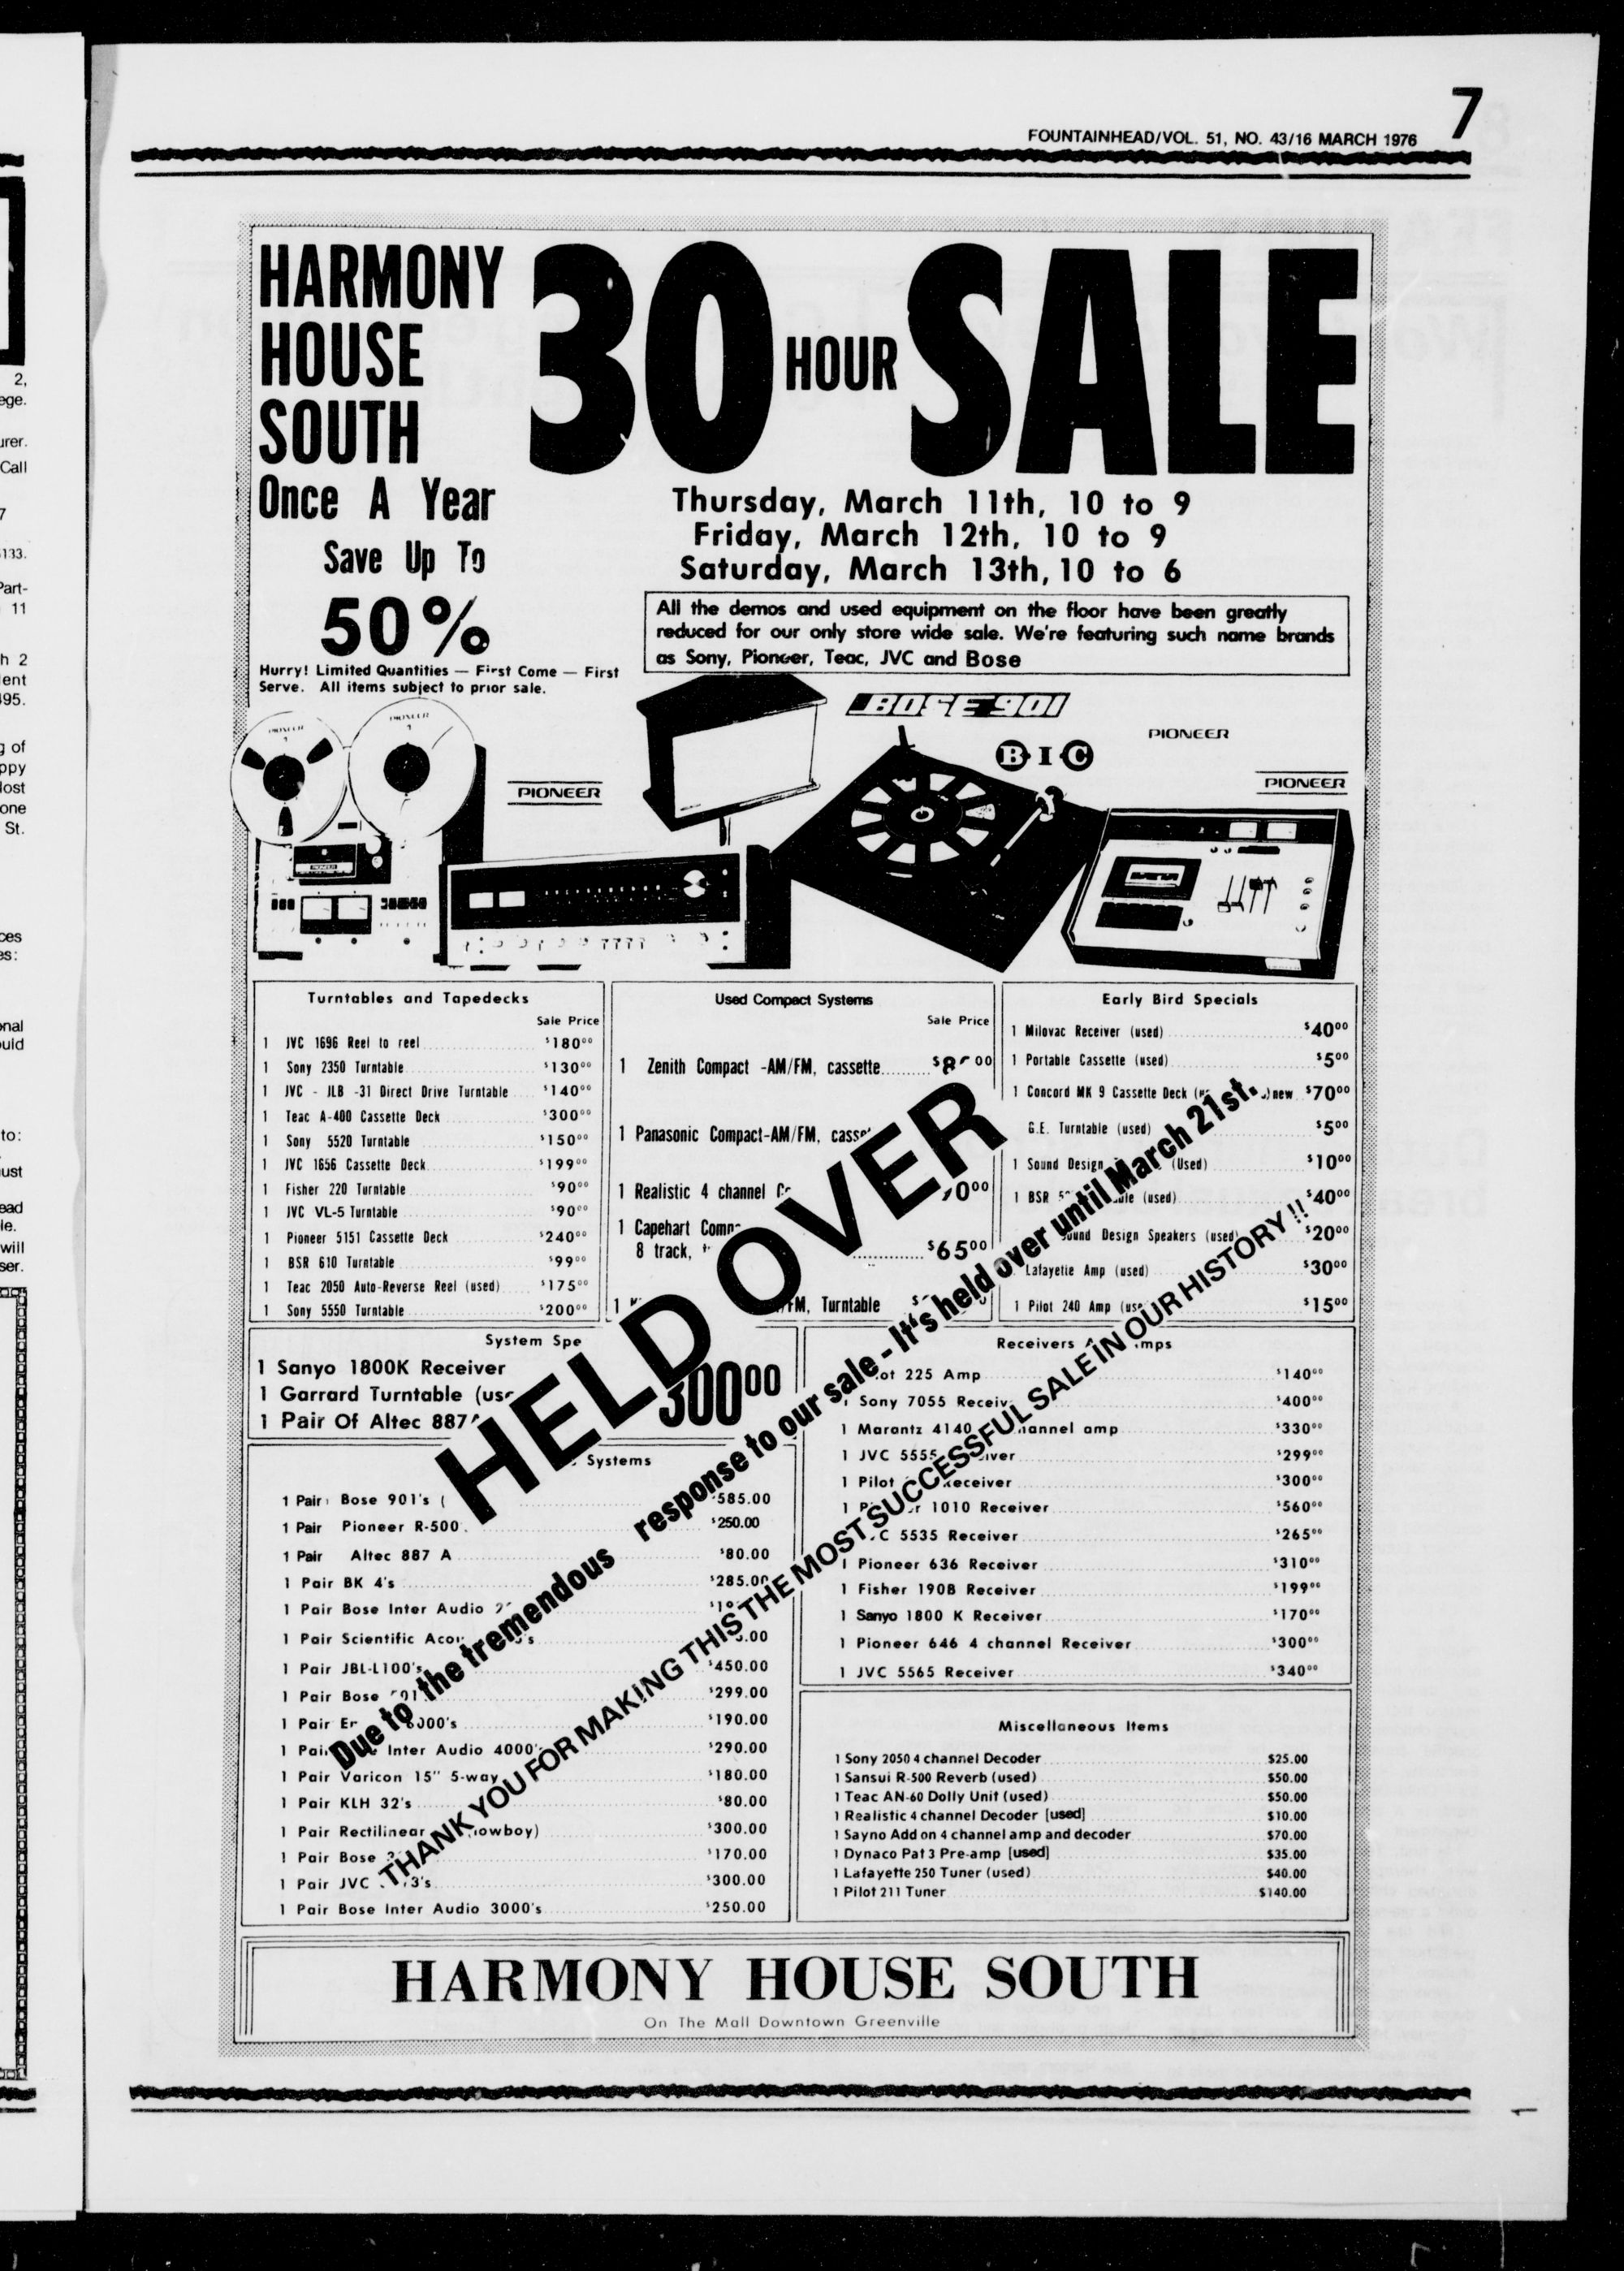 FOUNTAINHEAD/VOL. 51, NO. 43/16 MARCH 1976 7
HARMONY
HOUSE
SOUTH
Once A Year
Save Up To
50%
Hurry! Limited Quantities — First Come — First
Serve. All items subject to prior sale.
30 HOUR SALE
Thursday, March 11th, 10 to 9
Friday, March 12th, 10 to 9
Saturday, March 13th, 10 to 6
All the demos and used equipment on the floor have been greatly
reduced for our only store wide sale. We're featuring such name brands
as Sony, Pioneer, Teac, JVC and Bose
BOSE 901
B·I·C
PIONEER
PIONEER
PIONEER
PIONEER
PIONEER
Turntables and Tapedecks
Sale Price
1 JVC 1696 Reel to reel $180.00
1 Sony 2350 Turntable $130.00
1 JVC - JLB -31 Direct Drive Turntable $140.00
1 Teac A-400 Cassette Deck $300.00
1 Sony 5520 Turntable $150.00
1 JVC 1656 Cassette Deck $199.00
1 Fisher 220 Turntable $90.00
1 JVC VL-5 Turntable $90.00
1 Pioneer 5151 Cassette Deck $240.00
1 BSR 610 Turntable $99.00
1 Teac 2050 Auto-Reverse Reel (used) $175.00
1 Sony 5550 Turntable $200.00
Used Compact Systems
Sale Price
1 Zenith Compact -AM/FM, cassette
1 Panasonic Compact-AM/FM,
1 Realistic 4 channel
1 Capehart
8 track, $65.00
1 Turntable
Early Bird Specials
1 Milovac Receiver (used) $40.00
1 Portable Cassette (used) $5.00
1 Concord MK 9 Cassette Deck new $70.00
G.E. Turntable (used) $5.00
1 Sound Design (Used) $10.00
1 BSR (used) $40.00
Design Speakers (used) $20.00
Lafayette Amp (used) $30.00
1 Pilot 240 Amp $15.00
HELD OVER
Due to the tremendous response to our sale - It's held over until March 21st.
THANK YOU FOR MAKING THIS THE MOST SUCCESSFUL SALE IN OUR HISTORY!!
System
1 Sanyo 1800K Receiver
1 Garrard Turntable
1 Pair Of Altec
300.00
Systems
1 Pair Bose 901's $585.00
1 Pair Pioneer R-500 $250.00
1 Pair Altec 887 A $80.00
1 Pair BK 4's $285.00
1 Pair Bose Inter Audio
1 Pair Scientific
1 Pair JBL-L100's $450.00
1 Pair Bose $299.00
1 Pair $190.00
1 Pair Inter Audio 4000's $290.00
1 Pair Varicon 15" 5-way $180.00
1 Pair KLH 32's $80.00
1 Pair Rectilinear $300.00
1 Pair Bose $170.00
1 Pair JVC $300.00
1 Pair Bose Inter Audio 3000's $250.00
Receivers
225 Amp $140.00
Sony 7055 $400.00
1 Marantz 4140 amp $330.00
1 JVC $299.00
1 Pilot Receiver $300.00
1 1010 Receiver $560.00
5535 Receiver $265.00
1 Pioneer 636 Receiver $310.00
1 Fisher 190B Receiver $199.00
1 Sanyo 1800 K Receiver $170.00
1 Pioneer 646 4 channel Receiver $300.00
1 JVC 5565 Receiver $340.00
Miscellaneous Items
1 Sony 2050 4 channel Decoder $25.00
1 Sansui R-500 Reverb (used) $50.00
1 Teac AN-60 Dolly Unit (used) $50.00
1 Realistic 4 channel Decoder [used] $10.00
1 Sayno Add on 4 channel amp and decoder $70.00
1 Dynaco Pat 3 Pre-amp [used] $35.00
1 Lafayette 250 Tuner (used) $40.00
1 Pilot 211 Tuner $140.00
HARMONY HOUSE SOUTH
On The Mall Downtown Greenville